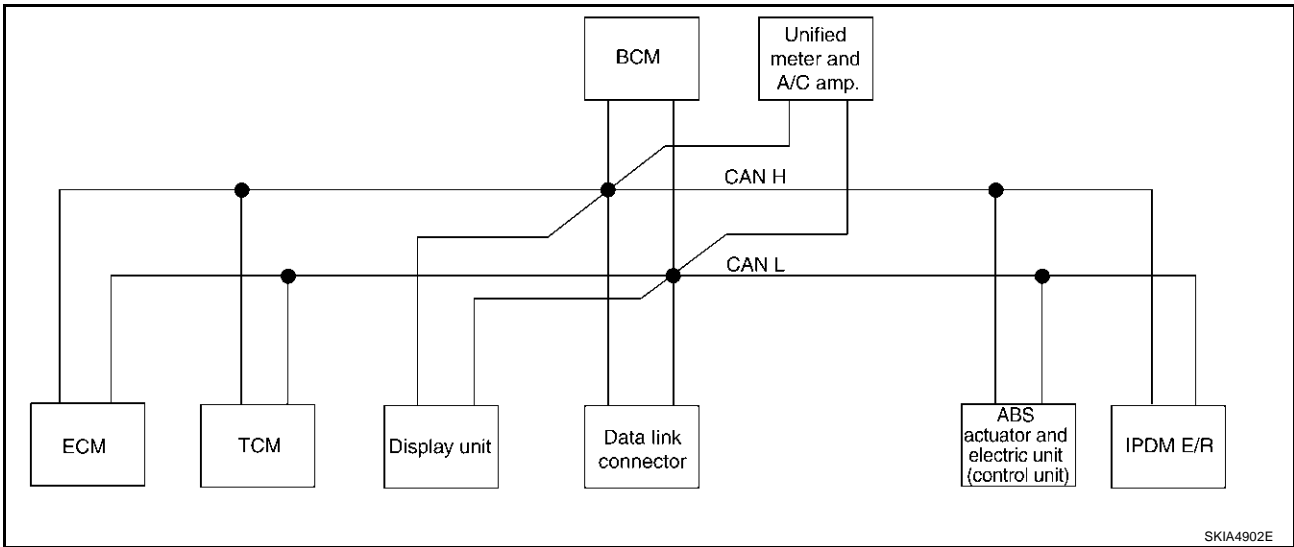 BCM
Unified
meter and
A/C amp.
CAN H
CAN L
ECM
TCM
Display unit
Data link
connector
ABS
actuator and
electric unit
(control unit)
IPDM E/R
SKIA4902E